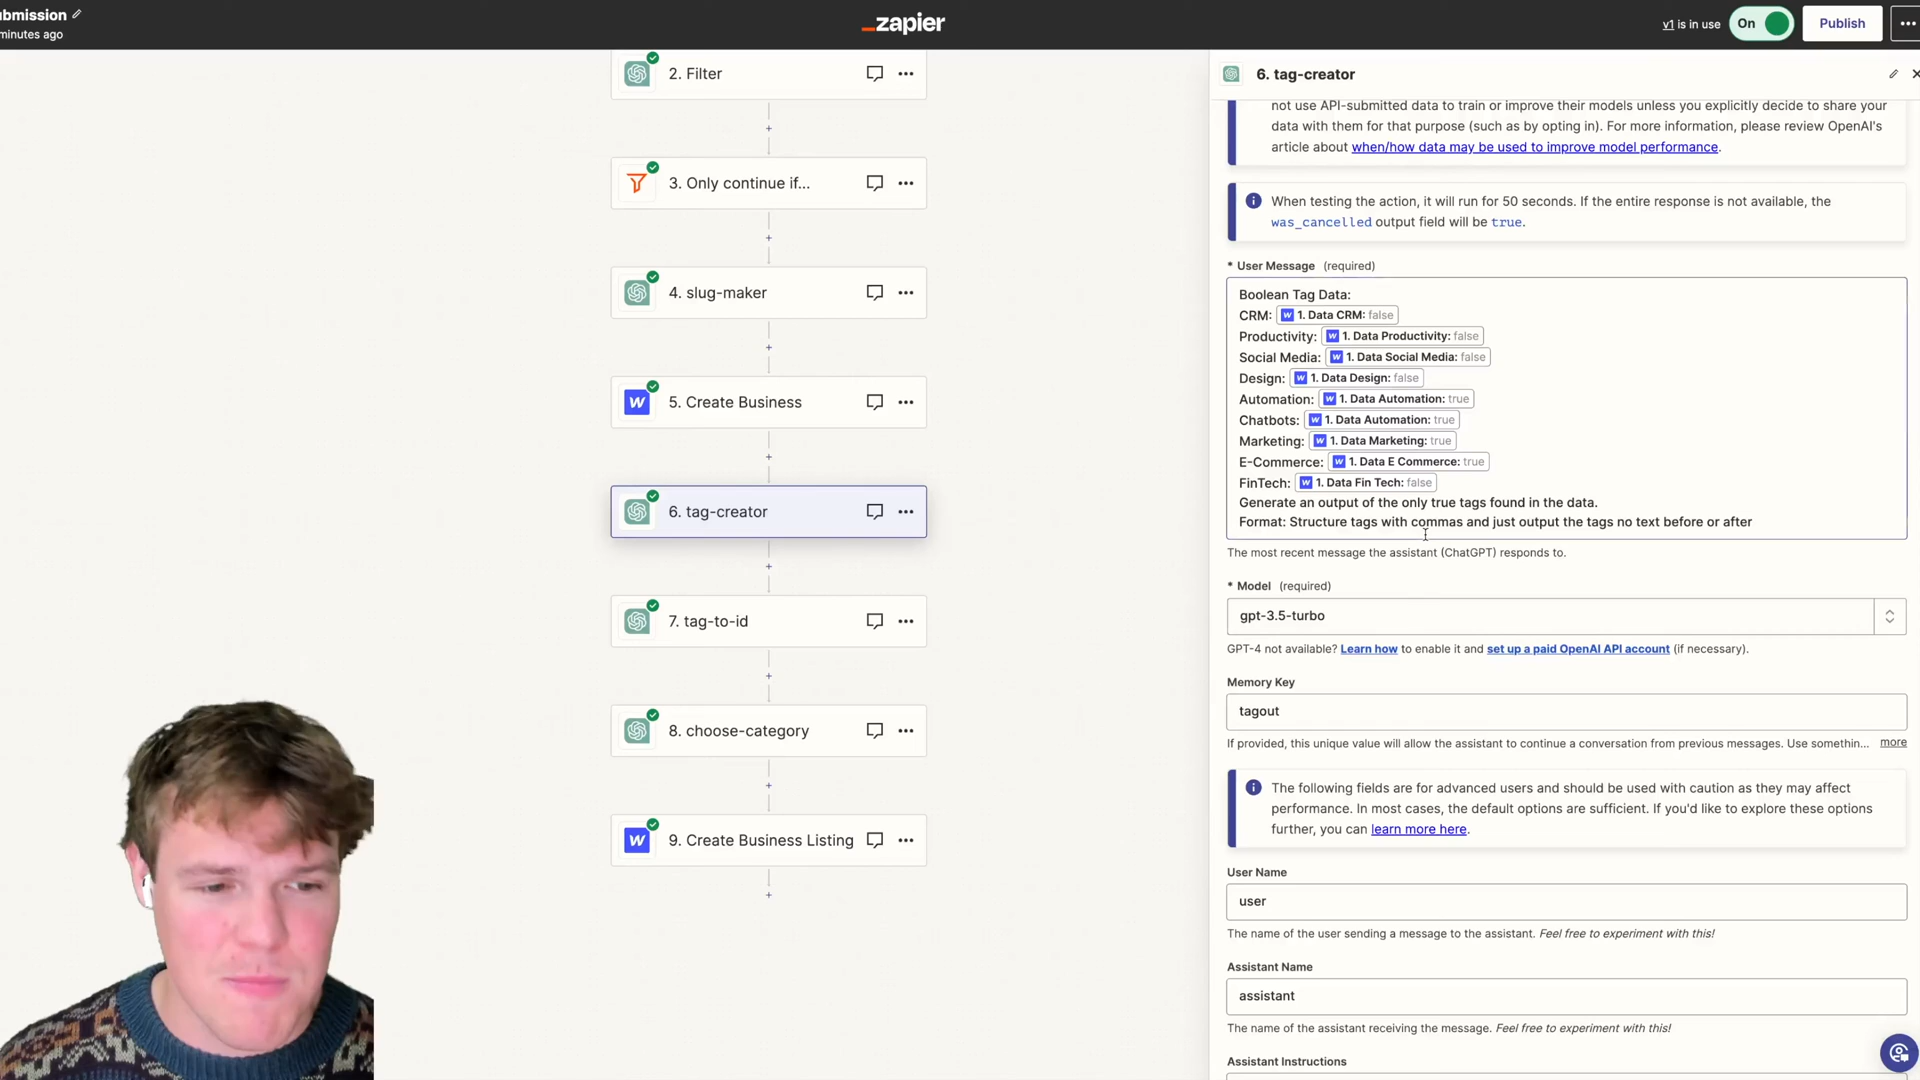 ubmission
minutes ago
zapier
v1 is in use
On
Publish
2. Filter
3. Only continue if...
4. slug-maker
5. Create Business
6. tag-creator
7. tag-to-id
8. choose-category
9. Create Business Listing
6. tag-creator
not use API-submitted data to train or improve their models unless you explicitly decide to share your
data with them for that purpose (such as by opting in). For more information, please review OpenAI's
article about when/how data may be used to improve model performance.
When testing the action, it will run for 50 seconds. If the entire response is not available, the
was_cancelled output field will be true.
* User Message (required)
Boolean Tag Data:
CRM: 1. Data CRM: false
Productivity: 1. Data Productivity: false
Social Media: 1. Data Social Media: false
Design: 1. Data Design: false
Automation: 1. Data Automation: true
Chatbots: 1. Data Automation: true
Marketing: 1. Data Marketing: true
E-Commerce: 1. Data E Commerce: true
FinTech: 1. Data Fin Tech: false
Generate an output of the only true tags found in the data.
Format: Structure tags with commas and just output the tags no text before or after
The most recent message the assistant (ChatGPT) responds to.
* Model (required)
gpt-3.5-turbo
GPT-4 not available? Learn how to enable it and set up a paid OpenAI API account (if necessary).
Memory Key
tagout
If provided, this unique value will allow the assistant to continue a conversation from previous messages. Use somethin... more
The following fields are for advanced users and should be used with caution as they may affect
performance. In most cases, the default options are sufficient. If you'd like to explore these options
further, you can learn more here.
User Name
user
The name of the user sending a message to the assistant. Feel free to experiment with this!
Assistant Name
assistant
The name of the assistant receiving the message. Feel free to experiment with this!
Assistant Instructions